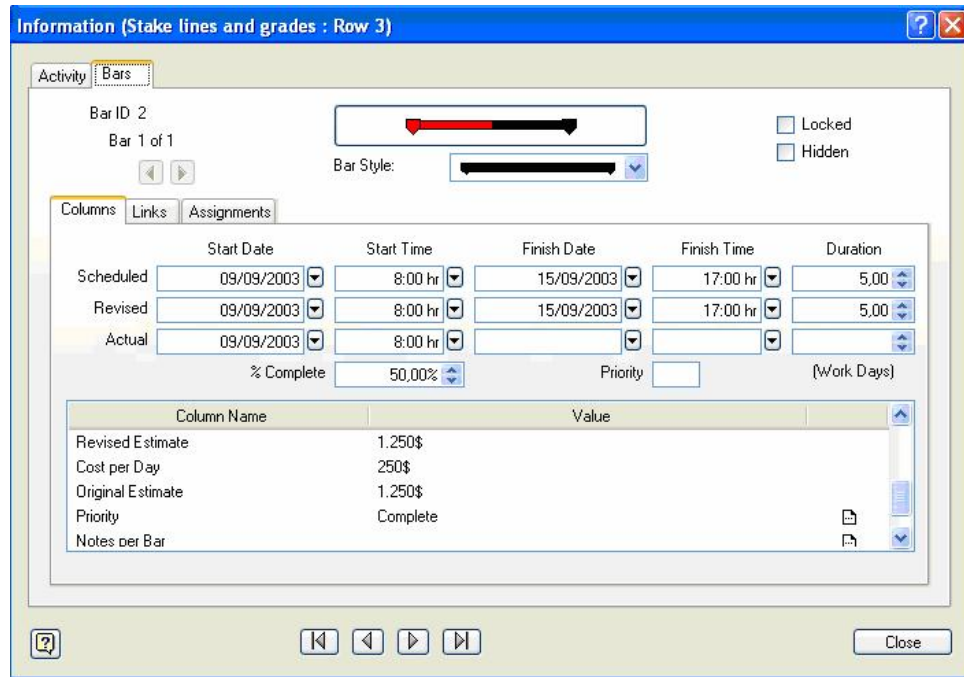 Information (Stake lines and grades : Row 3)
Activity Bars
Bar ID 2
Bar 1 of 1
Locked
Hidden
Bar Style:
Columns Links Assignments
Start Date Start Time Finish Date Finish Time Duration
Scheduled 09/09/2003 8:00 hr 15/09/2003 17:00 hr 5,00
Revised 09/09/2003 8:00 hr 15/09/2003 17:00 hr 5,00
Actual 09/09/2003 8:00 hr
% Complete 50,00% Priority (Work Days)
Column Name Value
Revised Estimate 1.250$
Cost per Day 250$
Original Estimate 1.250$
Priority Complete
Notes per Bar
Close